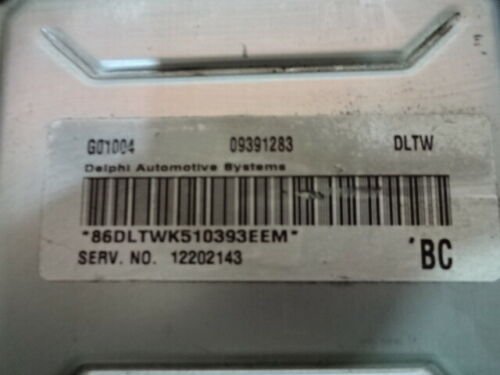 G01004 09391283 DLTW
Delphi Automotive Systems
*86DLTWK510393EEM*
SERV. NO. 12202143 *BC